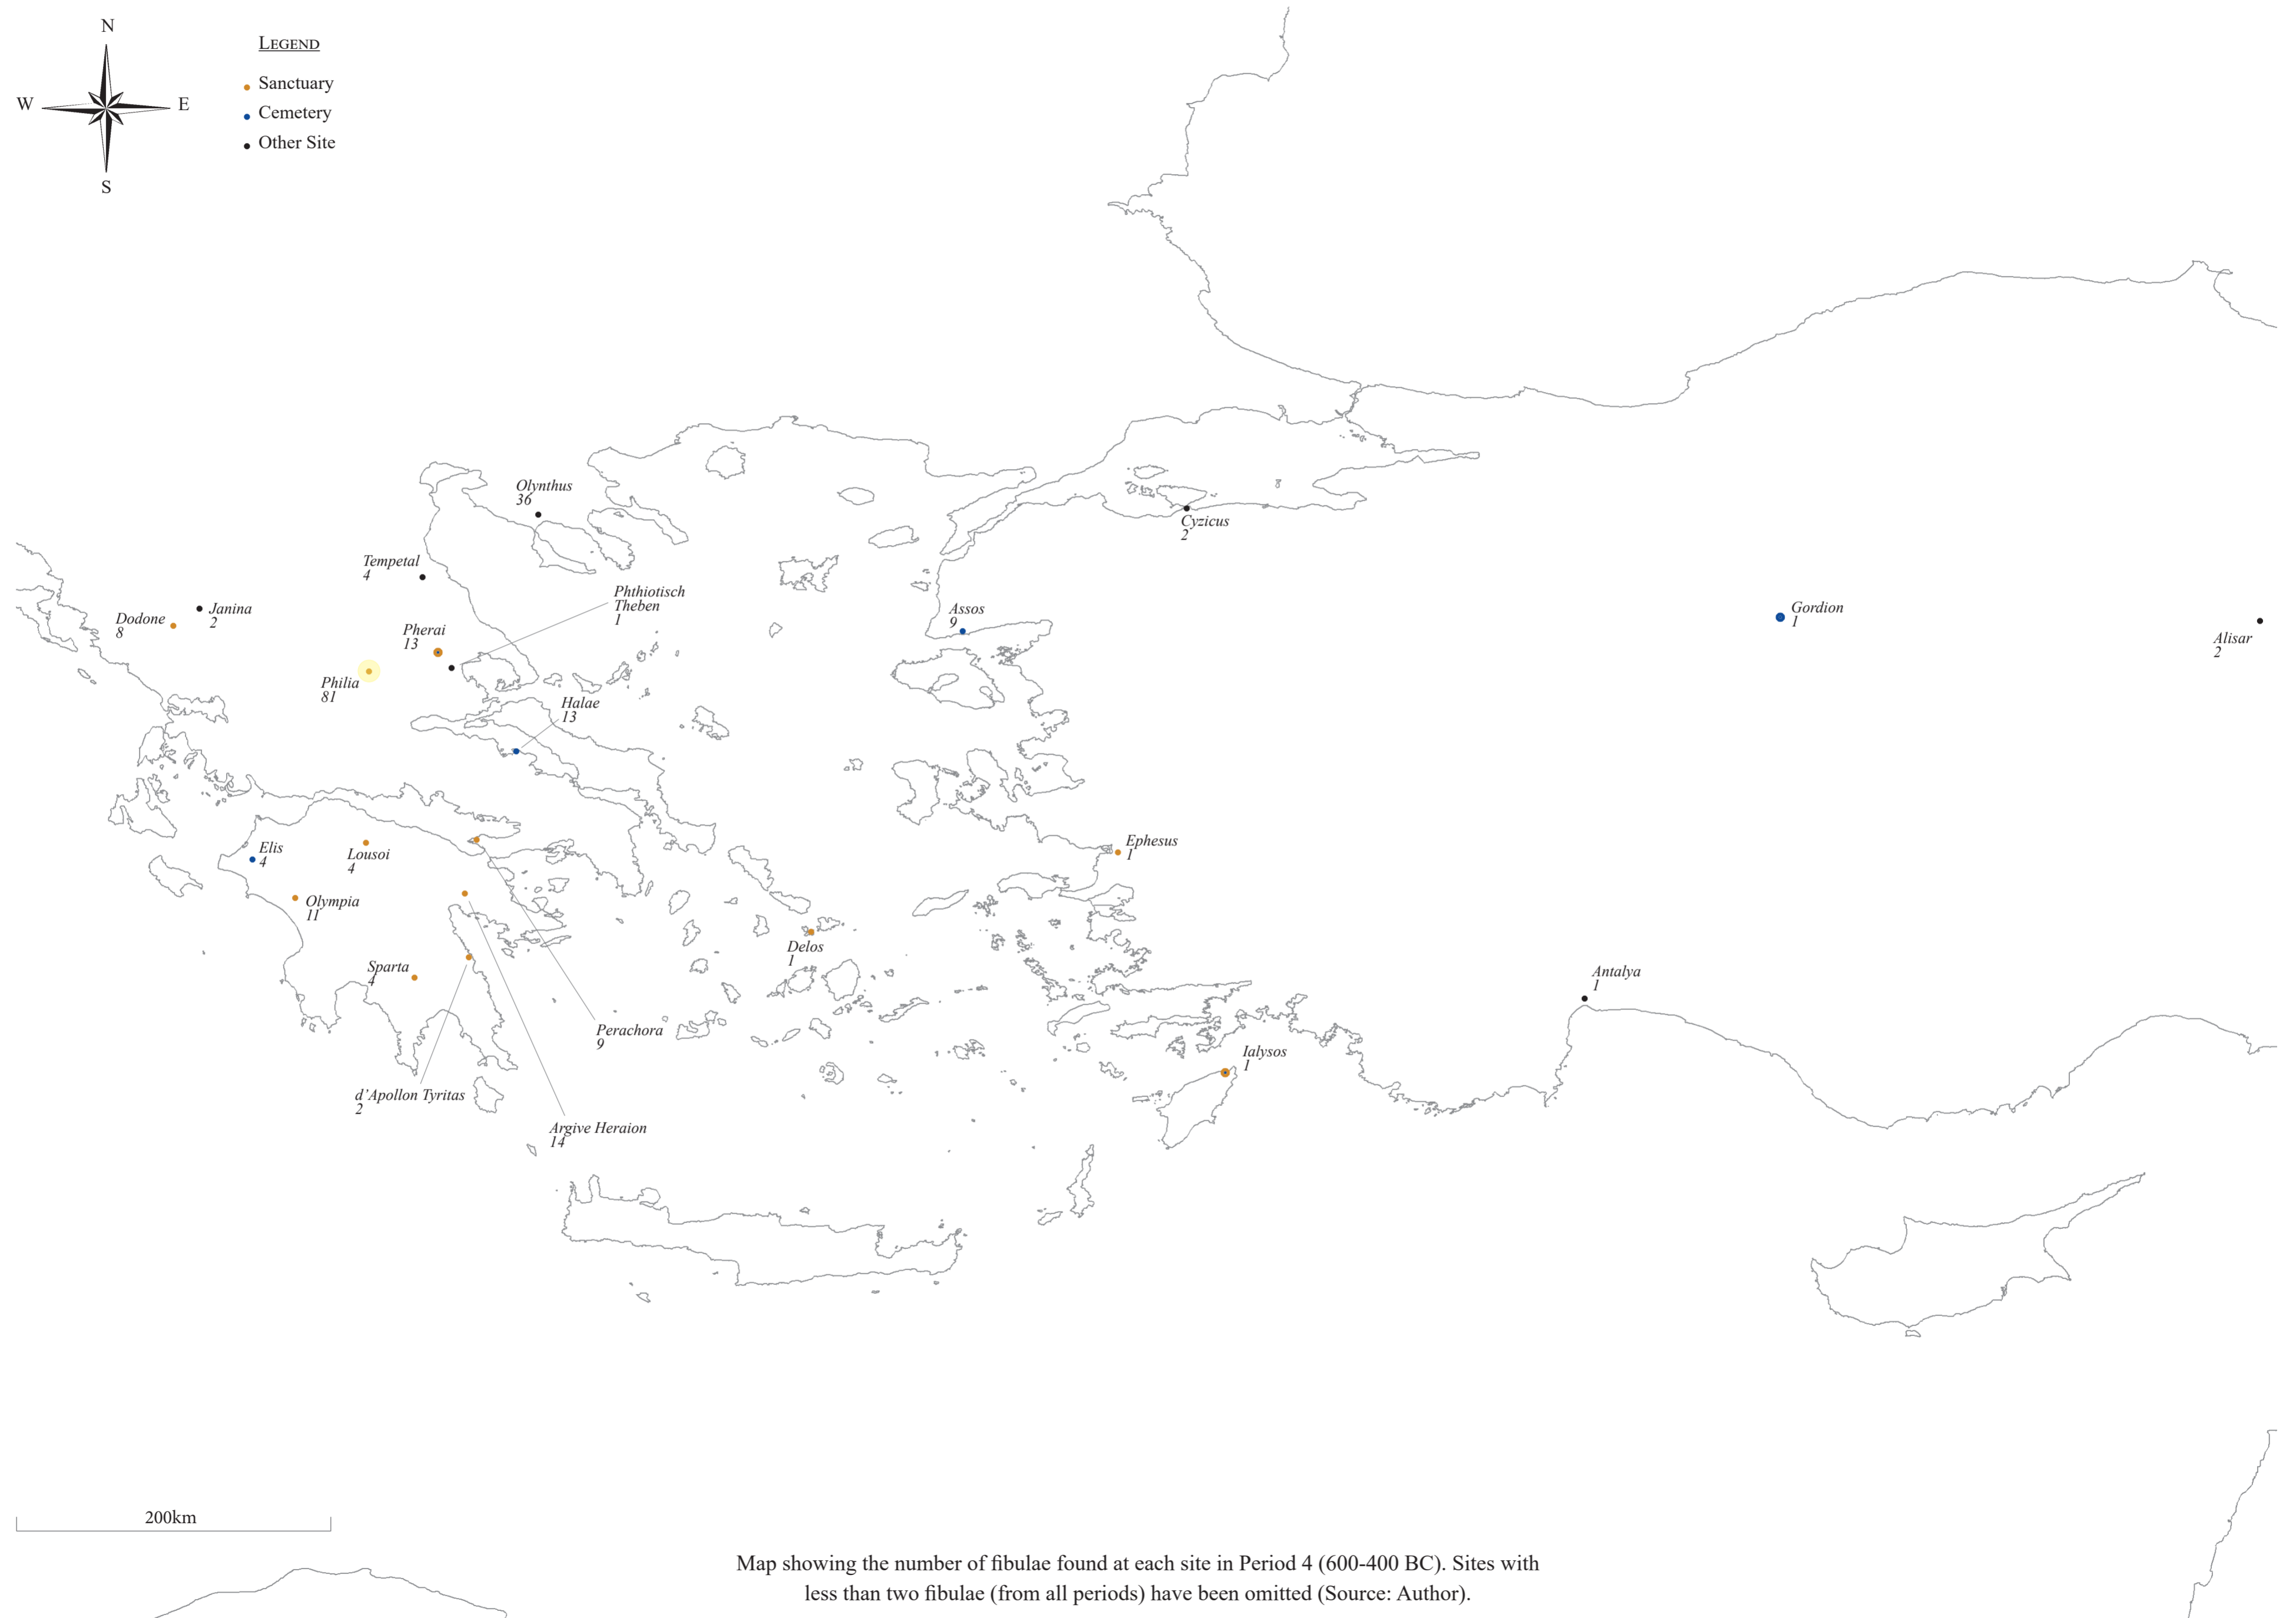 N
W
E
S
LEGEND
Sanctuary
Cemetery
Other Site
Olynthus
36
Cyzicus
2
Tempetal
4
Phthiotisch
Theben
1
Janina
2
Dodone
8
Assos
9
Gordion
1
Alisar
2
Pherai
13
Philia
81
Halae
13
Elis
4
Lousoi
4
Ephesus
1
Olympia
11
Delos
1
Sparta
4
Antalya
1
Perachora
9
Ialysos
1
d'Apollon Tyritas
2
Argive Heraion
14
200km
Map showing the number of fibulae found at each site in Period 4 (600-400 BC). Sites with
less than two fibulae (from all periods) have been omitted (Source: Author).